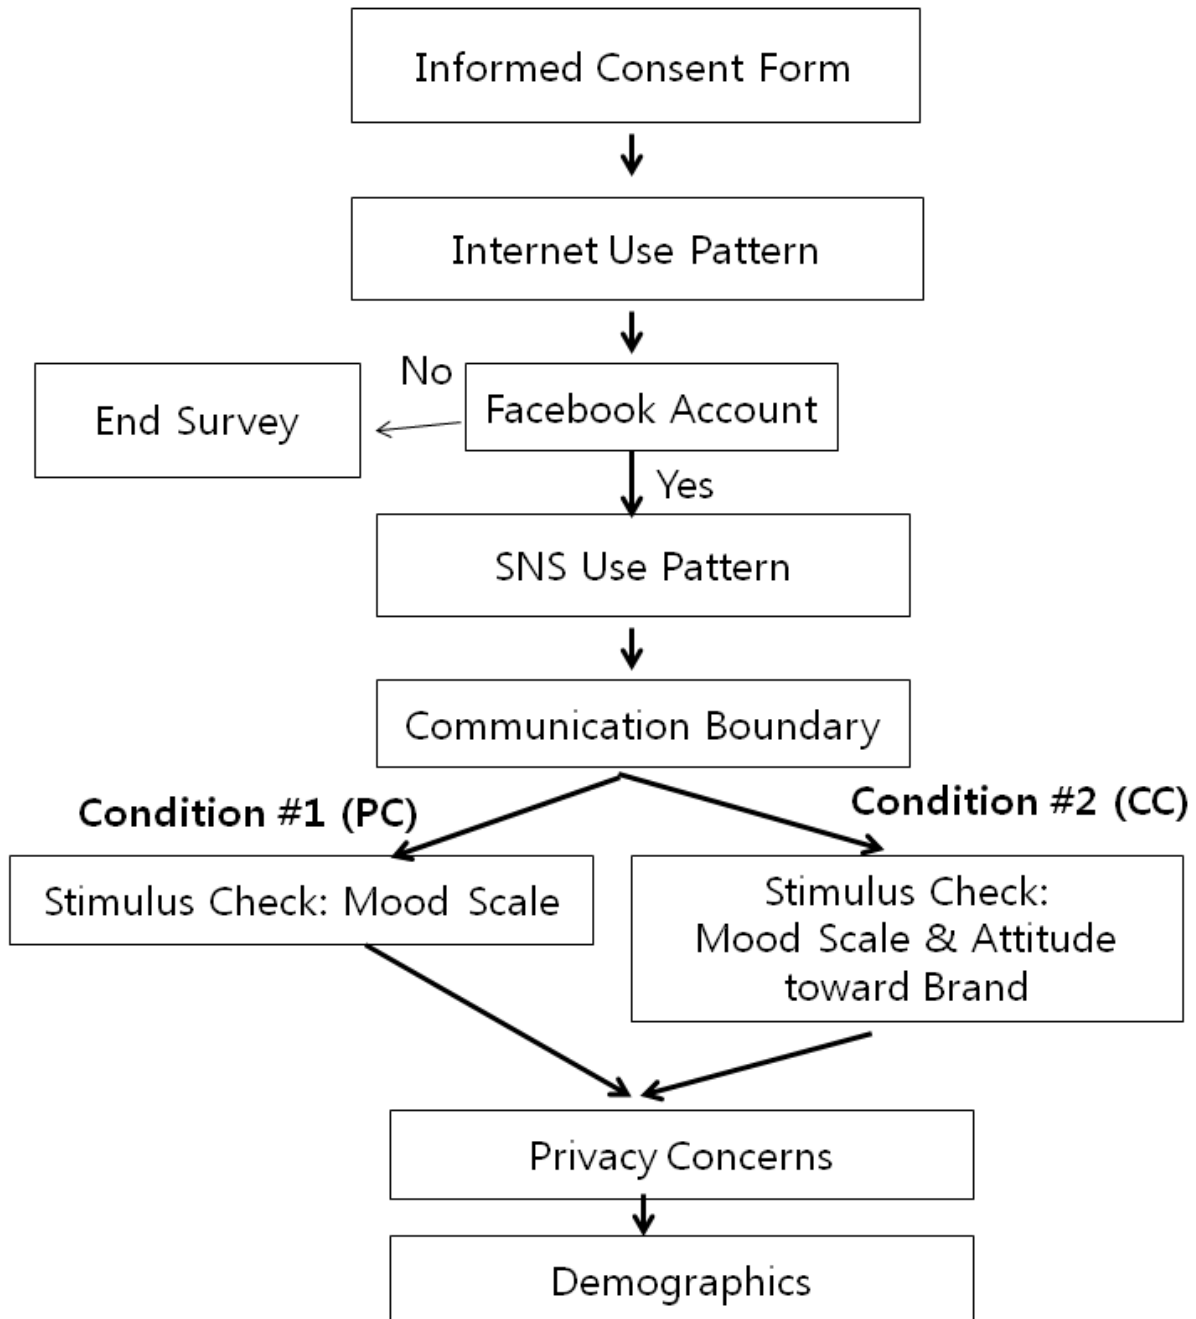 Informed Consent Form
Internet Use Pattern
No
End Survey
Facebook Account
Yes
SNS Use Pattern
Communication Boundary
Condition #1 (PC)
Condition #2 (CC)
Stimulus Check: Mood Scale
Stimulus Check:
Mood Scale & Attitude
toward Brand
Privacy Concerns
Demographics